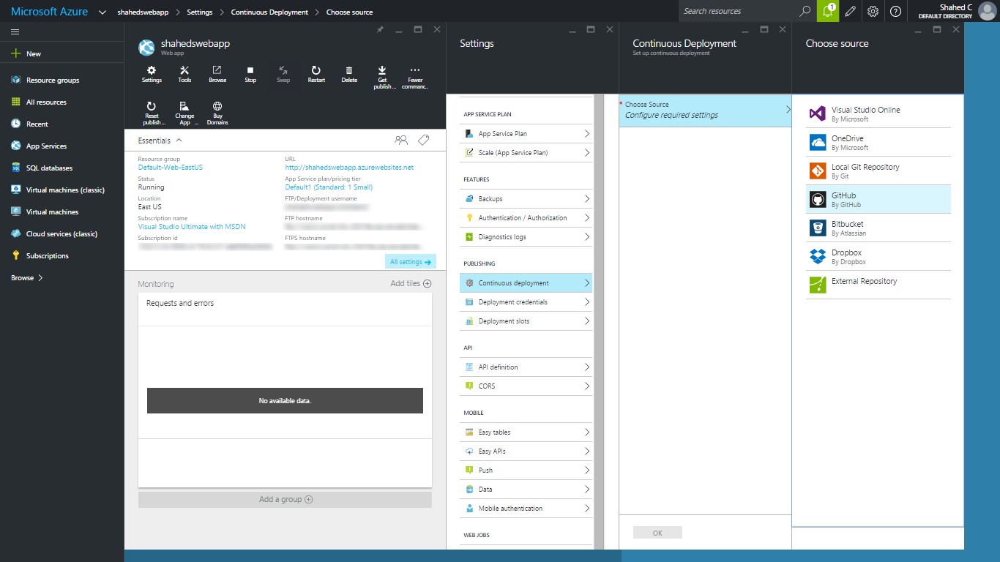 Microsoft Azure
shahedswebapp
Settings
Continuous Deployment
Choose source
Search resources
1
Shahed C
DEFAULT DIRECTORY
New
Resource groups
All resources
Recent
App Services
SQL databases
Virtual machines (classic)
Virtual machines
Cloud services (classic)
Subscriptions
Browse
shahedswebapp
Web app
Settings
Tools
Browse
Stop
Swap
Restart
Delete
Get
publish...
Fewer
commanc..
Reset
publish...
Change
App ...
Buy
Domains
Essentials
Resource group
Default-Web-EastUS
Status
Running
Location
East US
Subscription name
Visual Studio Ultimate with MSDN
Subscription id
URL
http://shahedswebapp.azurewebsites.net
App Service plan/pricing tier
Default1 (Standard: 1 Small)
FTP/Deployment username
FTP hostname
FTPS hostname
All settings
Monitoring
Add tiles
Requests and errors
No available data.
Add a group
Settings
APP SERVICE PLAN
App Service Plan
Scale (App Service Plan)
FEATURES
Backups
Authentication / Authorization
Diagnostics logs
PUBLISHING
Continuous deployment
Deployment credentials
Deployment slots
API
API definition
CORS
MOBILE
Easy tables
Easy APIs
Push
Data
Mobile authentication
WEB JOBS
Continuous Deployment
Set up continuous deployment
* Choose Source
Configure required settings
OK
Choose source
Visual Studio Online
By Microsoft
OneDrive
By Microsoft
Local Git Repository
By Git
GitHub
By GitHub
Bitbucket
By Atlassian
Dropbox
By Dropbox
External Repository